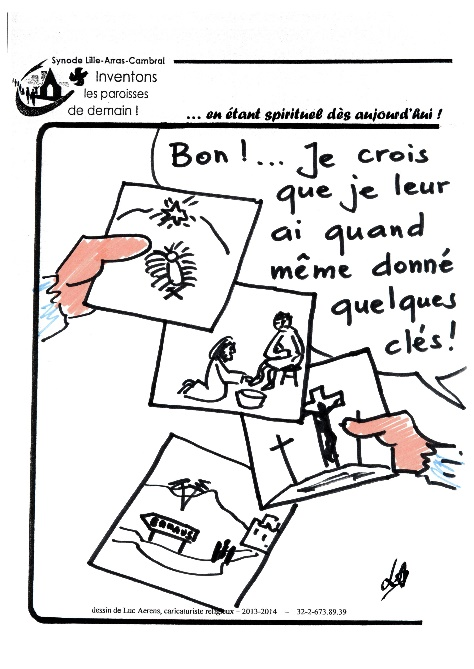 Synode Lille-Arras-Cambrai
Inventons
les paroisses
de demain !
... en étant spirituel dès aujourd'hui !
Bon !... Je crois
que je leur
ai quand
même donné
quelques
clés !
EMMAUS
dessin de Luc Aerens, caricaturiste religieux – 2013-2014 – 32-2-673.89.39